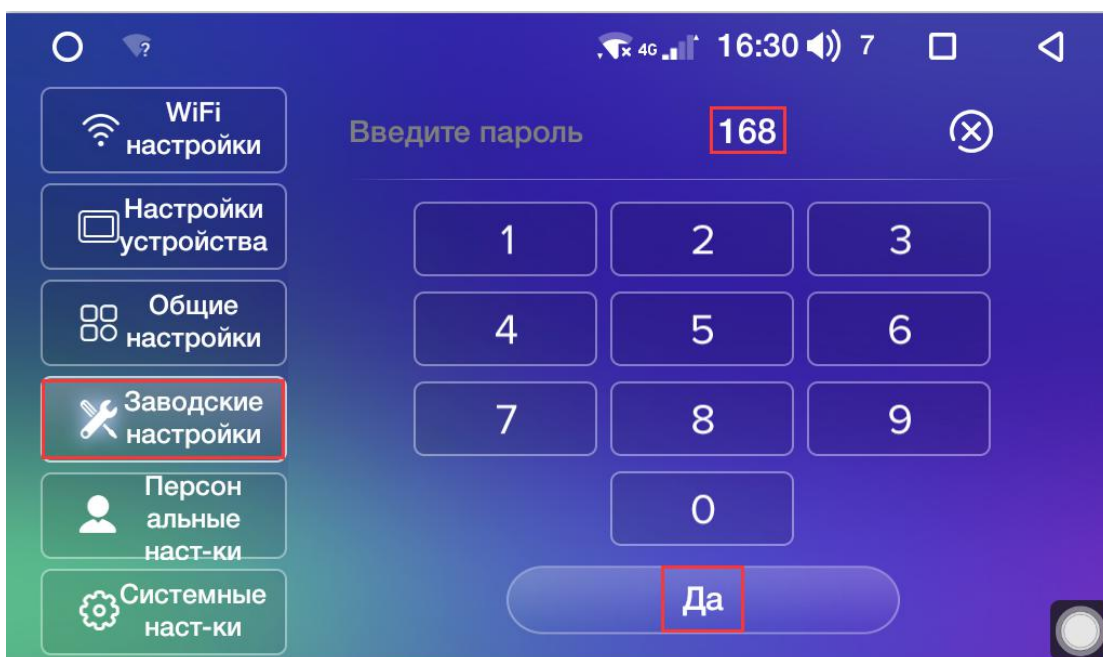 4G 16:30 7
WiFi
настройки
Введите пароль 168
Настройки
устройства
1 2 3
Общие
настройки
4 5 6
Заводские
настройки
7 8 9
Персон
альные
наст-ки
0
Системные
наст-ки
Да